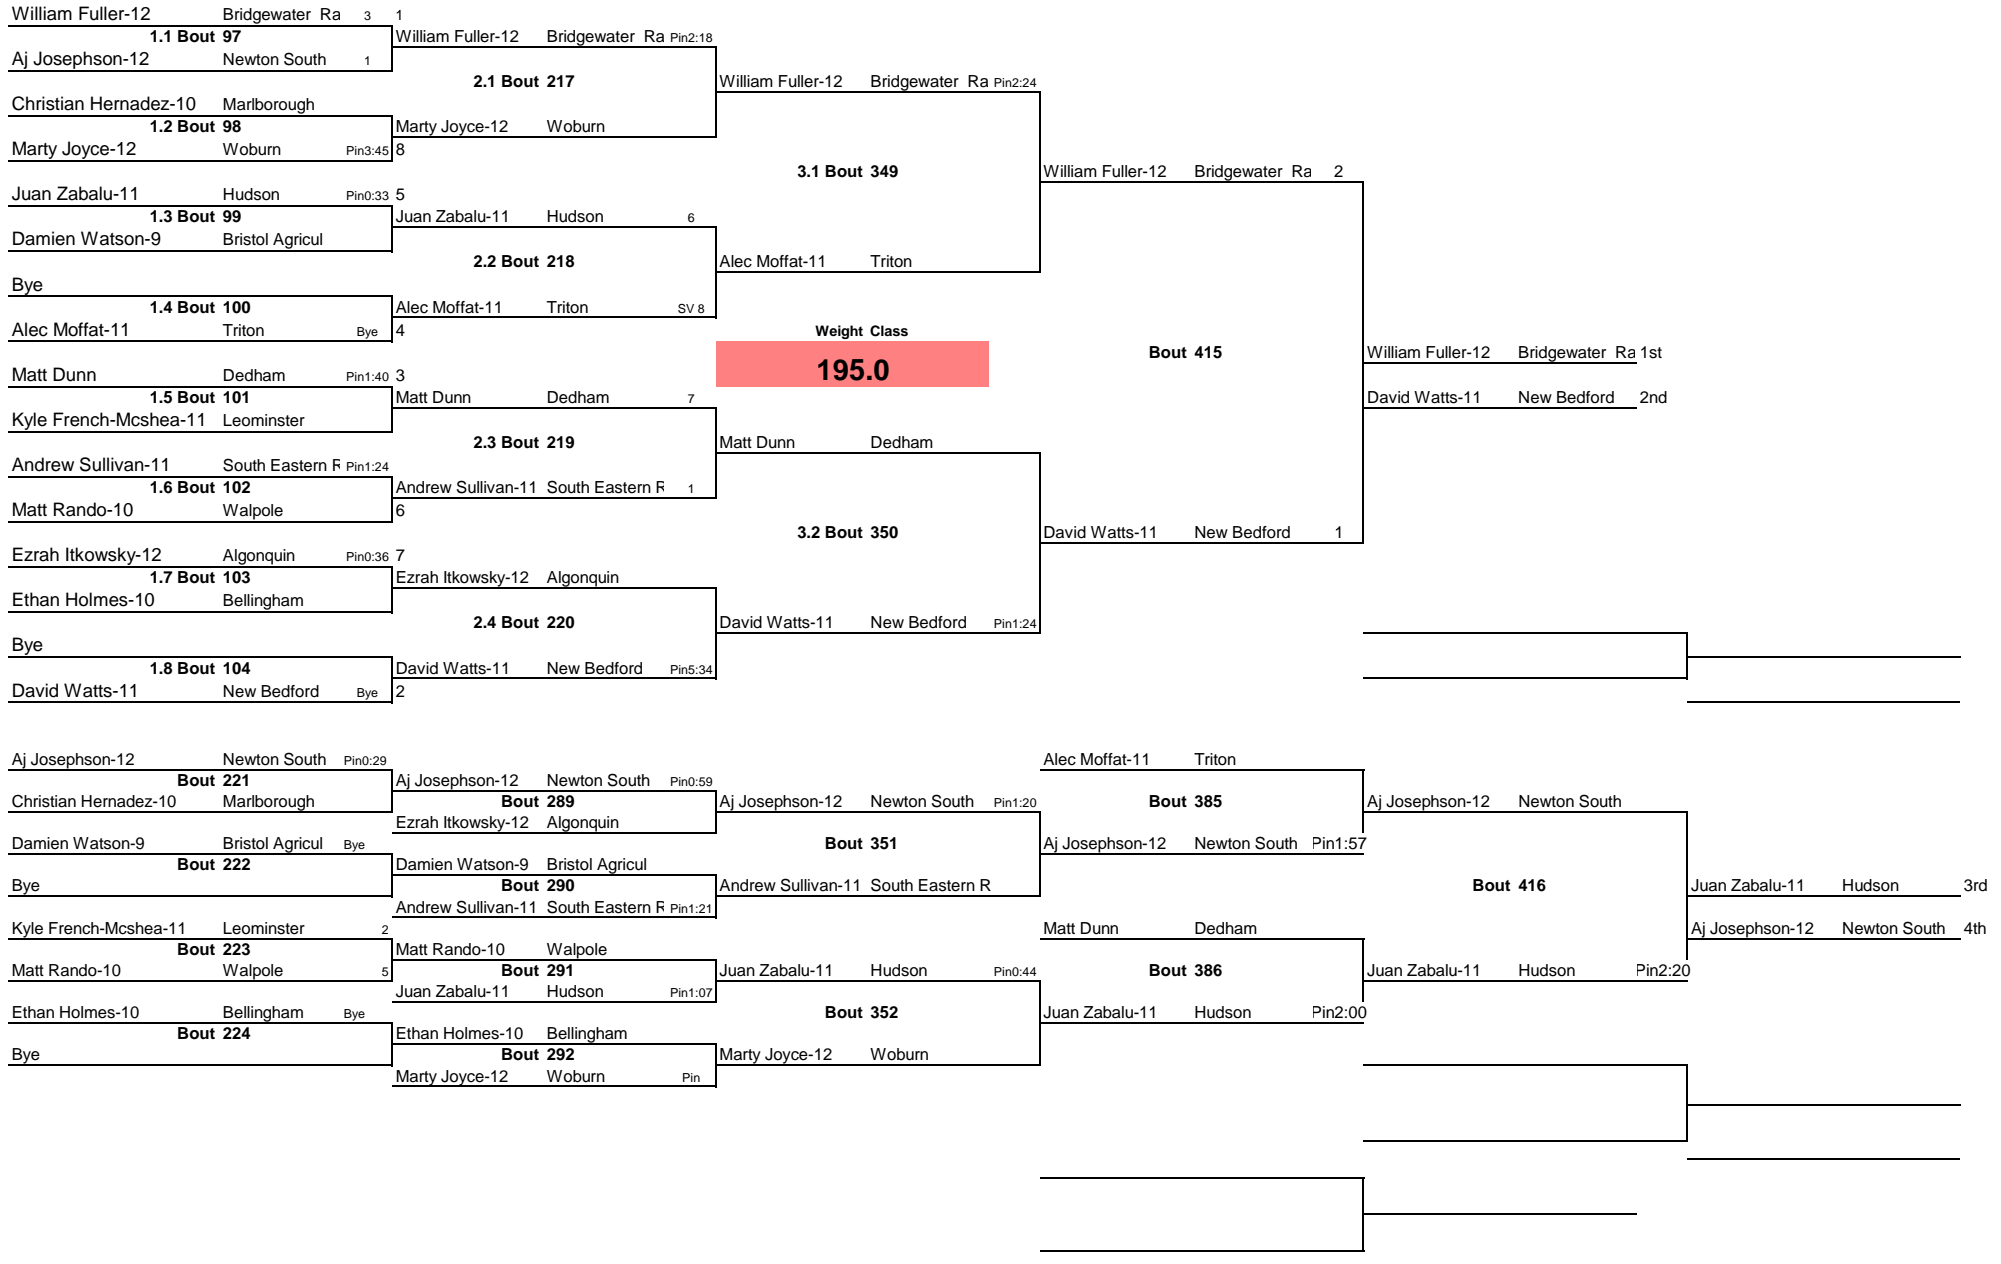 William Fuller-12 Bridgewater Ra 3 1
1.1 Bout 97 William Fuller-12 Bridgewater Ra Pin2:18
Aj Josephson-12 Newton South 1
2.1 Bout 217 William Fuller-12 Bridgewater Ra Pin2:24
Christian Hernadez-10 Marlborough
1.2 Bout 98 Marty Joyce-12 Woburn
Marty Joyce-12 Woburn Pin3:45 8
3.1 Bout 349 William Fuller-12 Bridgewater Ra 2
Juan Zabalu-11 Hudson Pin0:33 5
1.3 Bout 99 Juan Zabalu-11 Hudson 6
Damien Watson-9 Bristol Agricul
2.2 Bout 218 Alec Moffat-11 Triton
Bye
1.4 Bout 100 Alec Moffat-11 Triton SV 8
Alec Moffat-11 Triton Bye 4 Weight Class
Bout 415 William Fuller-12 Bridgewater Ra 1st
Matt Dunn Dedham Pin1:40 3 195.0
1.5 Bout 101 Matt Dunn Dedham 7 David Watts-11 New Bedford 2nd
Kyle French-Mcshea-11 Leominster
2.3 Bout 219 Matt Dunn Dedham
Andrew Sullivan-11 South Eastern R Pin1:24
1.6 Bout 102 Andrew Sullivan-11 South Eastern R 1
Matt Rando-10 Walpole 6
3.2 Bout 350 David Watts-11 New Bedford 1
Ezrah Itkowsky-12 Algonquin Pin0:36 7
1.7 Bout 103 Ezrah Itkowsky-12 Algonquin
Ethan Holmes-10 Bellingham
2.4 Bout 220 David Watts-11 New Bedford Pin1:24
Bye
1.8 Bout 104 David Watts-11 New Bedford Pin5:34
David Watts-11 New Bedford Bye 2
Aj Josephson-12 Newton South Pin0:29 Alec Moffat-11 Triton
Bout 221 Aj Josephson-12 Newton South Pin0:59
Christian Hernadez-10 Marlborough Bout 289 Aj Josephson-12 Newton South Pin1:20 Bout 385 Aj Josephson-12 Newton South
Ezrah Itkowsky-12 Algonquin
Damien Watson-9 Bristol Agricul Bye Bout 351 Aj Josephson-12 Newton South Pin1:57
Bout 222 Damien Watson-9 Bristol Agricul
Bye Bout 290 Andrew Sullivan-11 South Eastern R Bout 416 Juan Zabalu-11 Hudson 3rd
Andrew Sullivan-11 South Eastern R Pin1:21
Kyle French-Mcshea-11 Leominster 2 Matt Dunn Dedham Aj Josephson-12 Newton South 4th
Bout 223 Matt Rando-10 Walpole
Matt Rando-10 Walpole 5 Bout 291 Juan Zabalu-11 Hudson Pin0:44 Bout 386 Juan Zabalu-11 Hudson Pin2:20
Juan Zabalu-11 Hudson Pin1:07
Ethan Holmes-10 Bellingham Bye Bout 352 Juan Zabalu-11 Hudson Pin2:00
Bout 224 Ethan Holmes-10 Bellingham
Bye Bout 292 Marty Joyce-12 Woburn
Marty Joyce-12 Woburn Pin